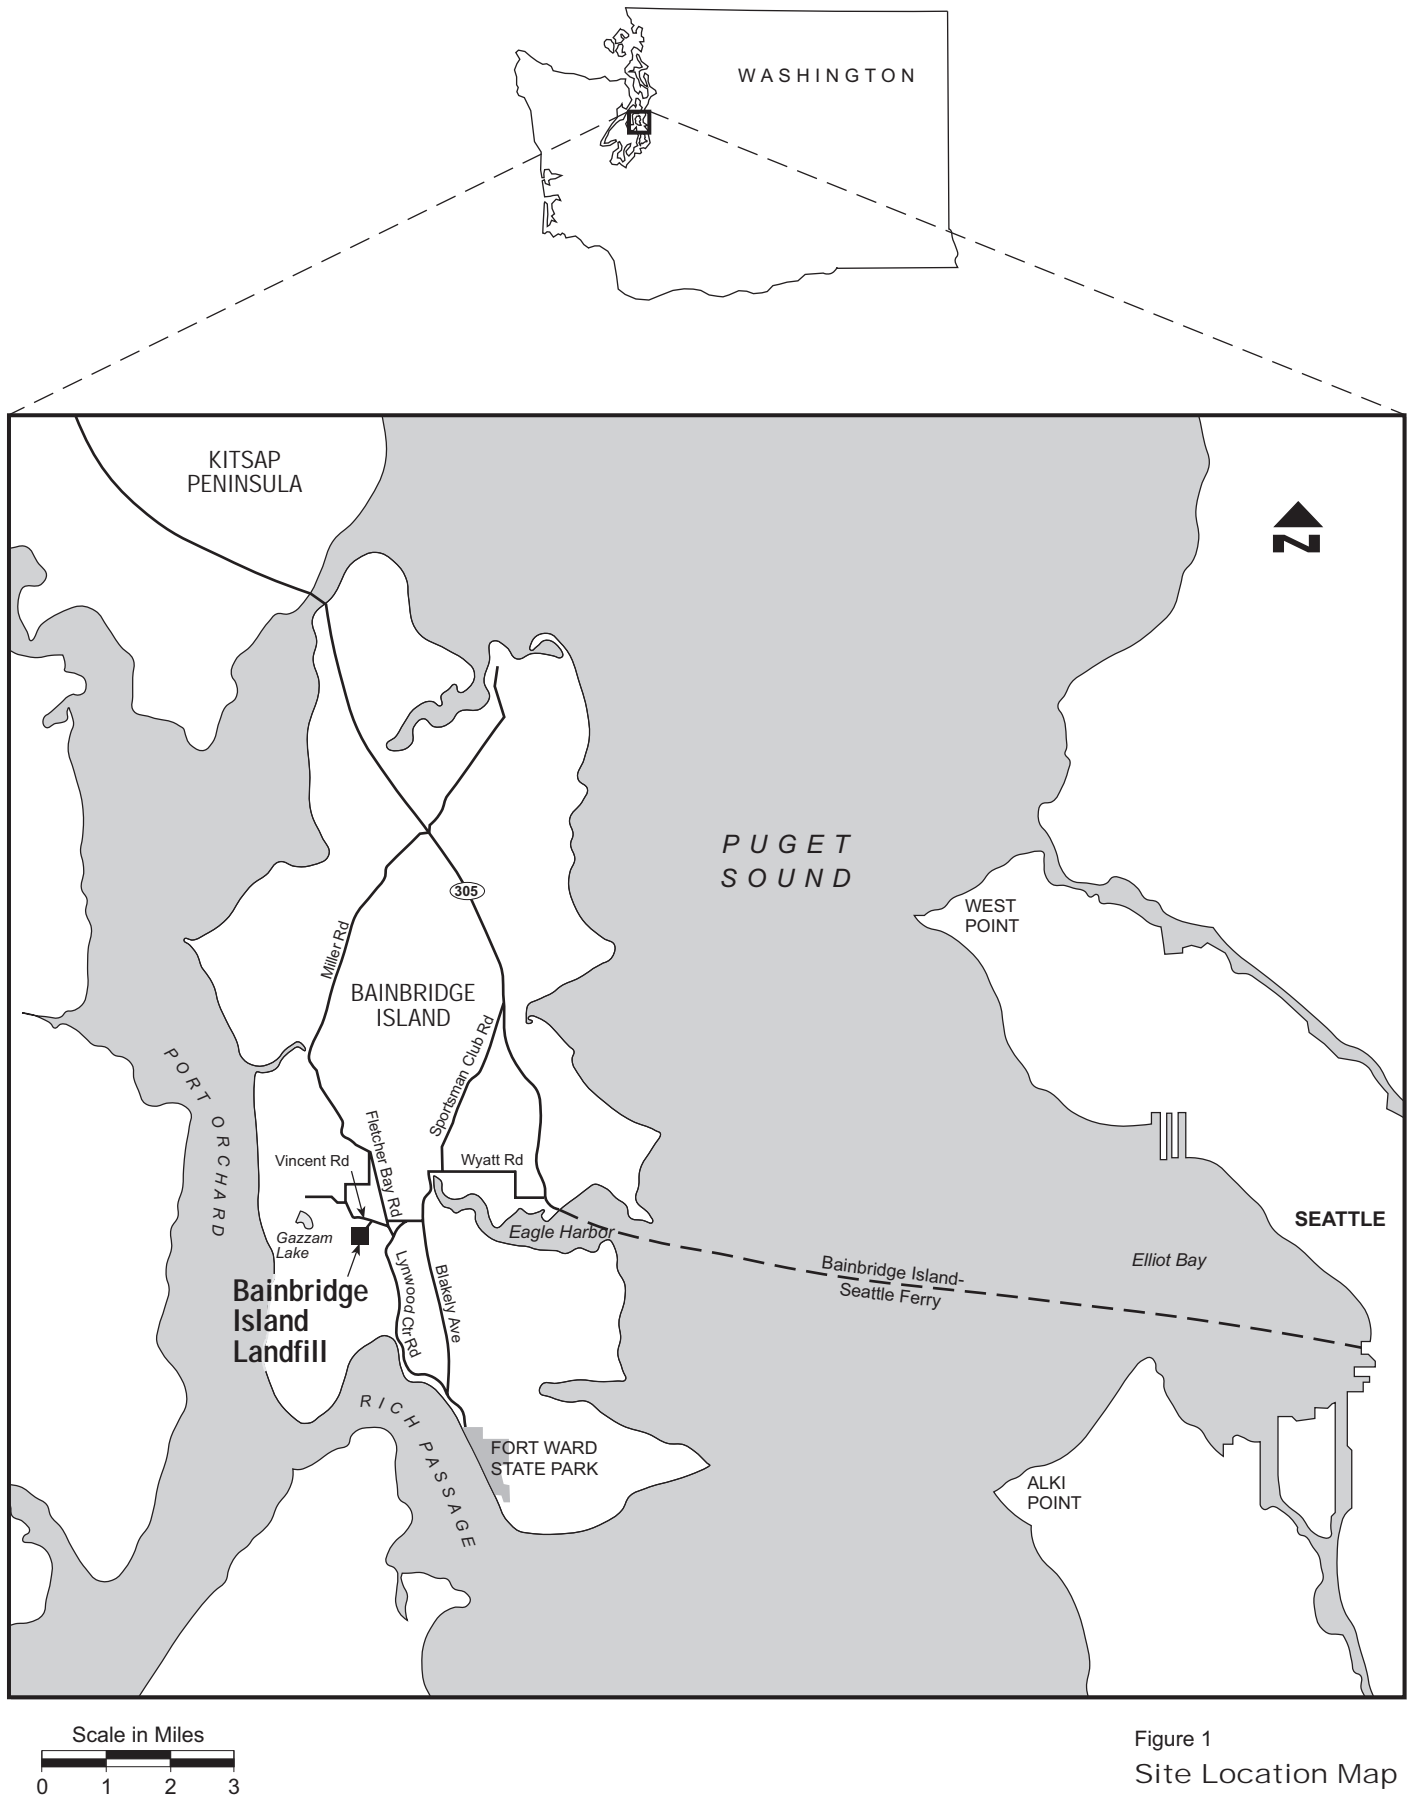 WASHINGTON
KITSAP
PENINSULA
N
PUGET
SOUND
305
WEST
POINT
Miller Rd
BAINBRIDGE
ISLAND
Sportsman Club Rd
PORT ORCHARD
Fletcher Bay Rd
Vincent Rd
Wyatt Rd
Gazzam
Lake
Eagle Harbor
SEATTLE
Elliot Bay
Bainbridge Island-
Seattle Ferry
Bainbridge
Island
Landfill
Lynwood Ctr Rd
Blakely Ave
RICH PASSAGE
FORT WARD
STATE PARK
ALKI
POINT
Scale in Miles
0 1 2 3
Figure 1
Site Location Map